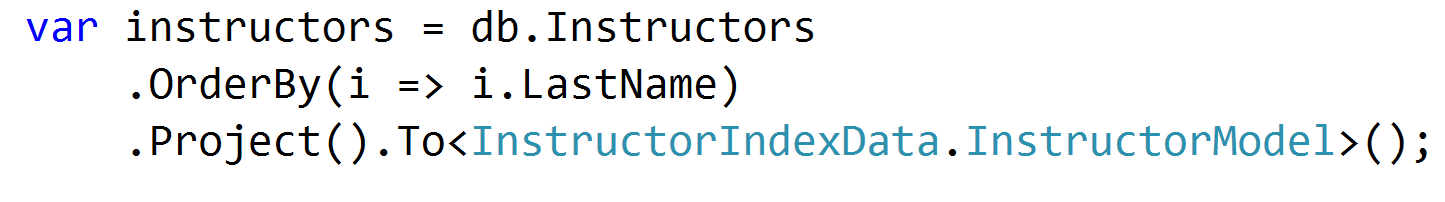 var instructors = db.Instructors
    .OrderBy(i => i.LastName)
    .Project().To<InstructorIndexData.InstructorModel>();